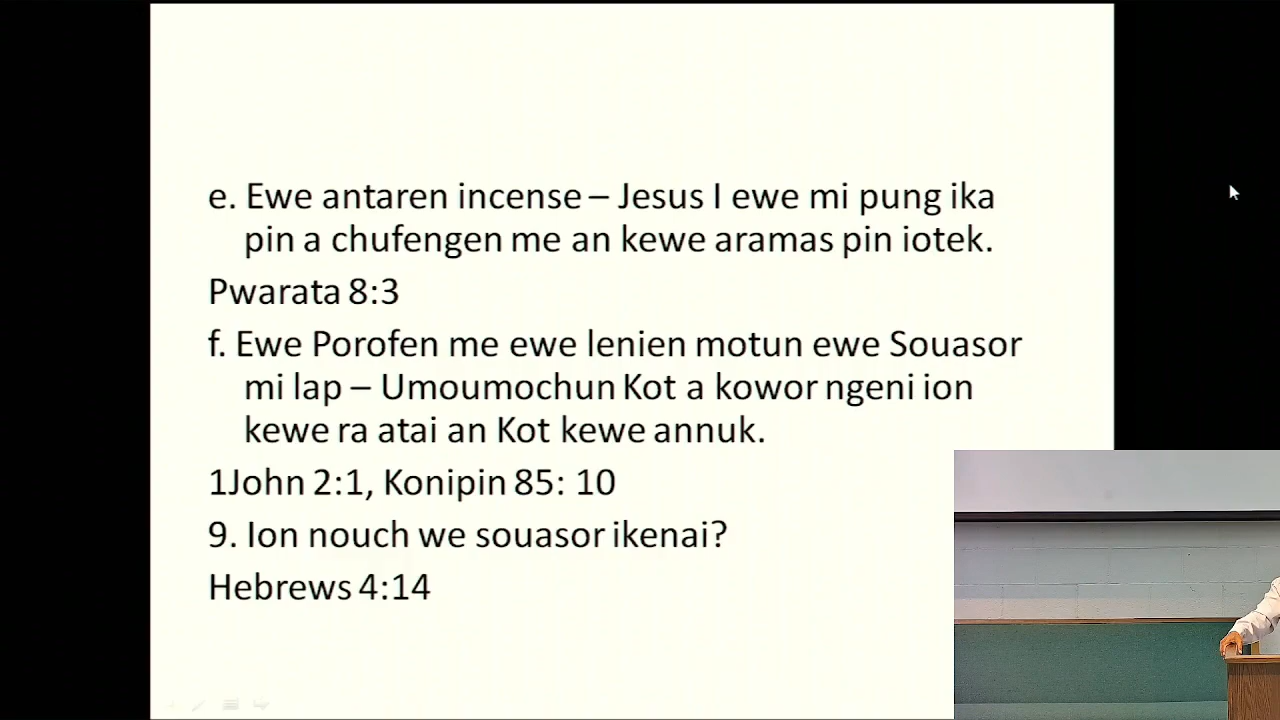 e. Ewe antaren incense – Jesus I ewe mi pung ika
pin a chufengen me an kewe aramas pin iotek.
Pwarata 8:3
f. Ewe Porofen me ewe lenien motun ewe Souasor
mi lap – Umoumochun Kot a kowor ngeni ion
kewe ra atai an Kot kewe annuk.
1John 2:1, Konipin 85: 10
9. Ion nouch we souasor ikenai?
Hebrews 4:14